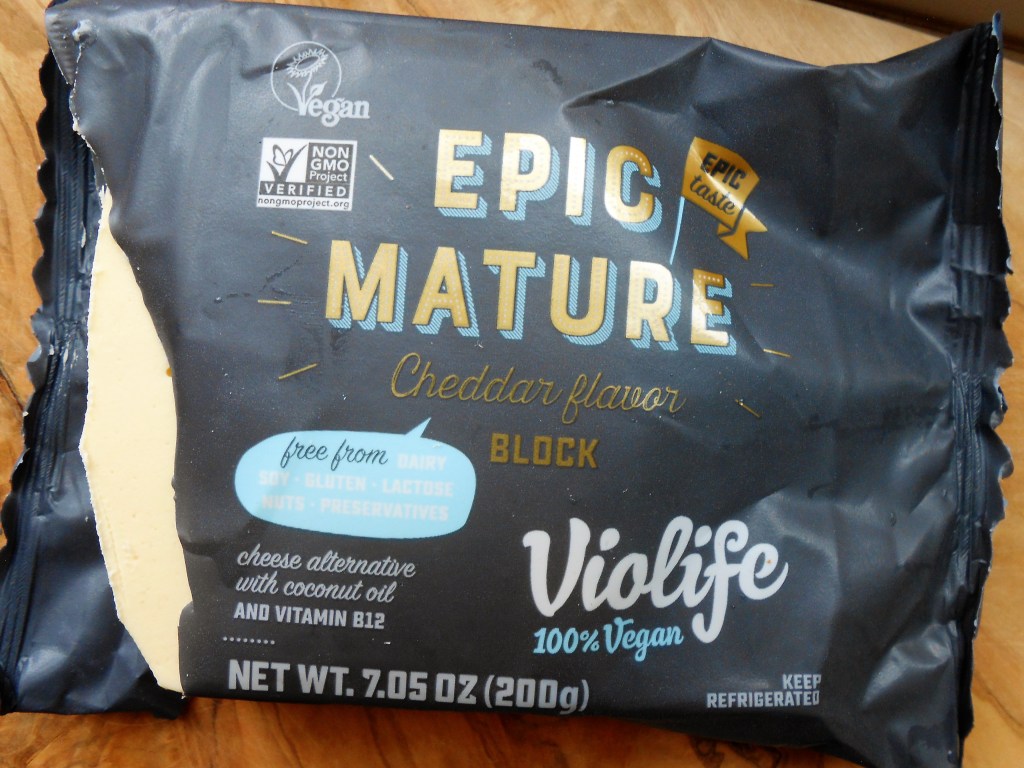 Vegan
NON
GMO
Project
VERIFIED
nongmoproject.org
EPIC
EPIC
taste
MATURE
Cheddar flavor
BLOCK
free from DAIRY
SOY · GLUTEN · LACTOSE
NUTS · PRESERVATIVES
cheese alternative
with coconut oil
AND VITAMIN B12
Violife
100% Vegan
NET WT. 7.05 OZ (200g)
KEEP
REFRIGERATED